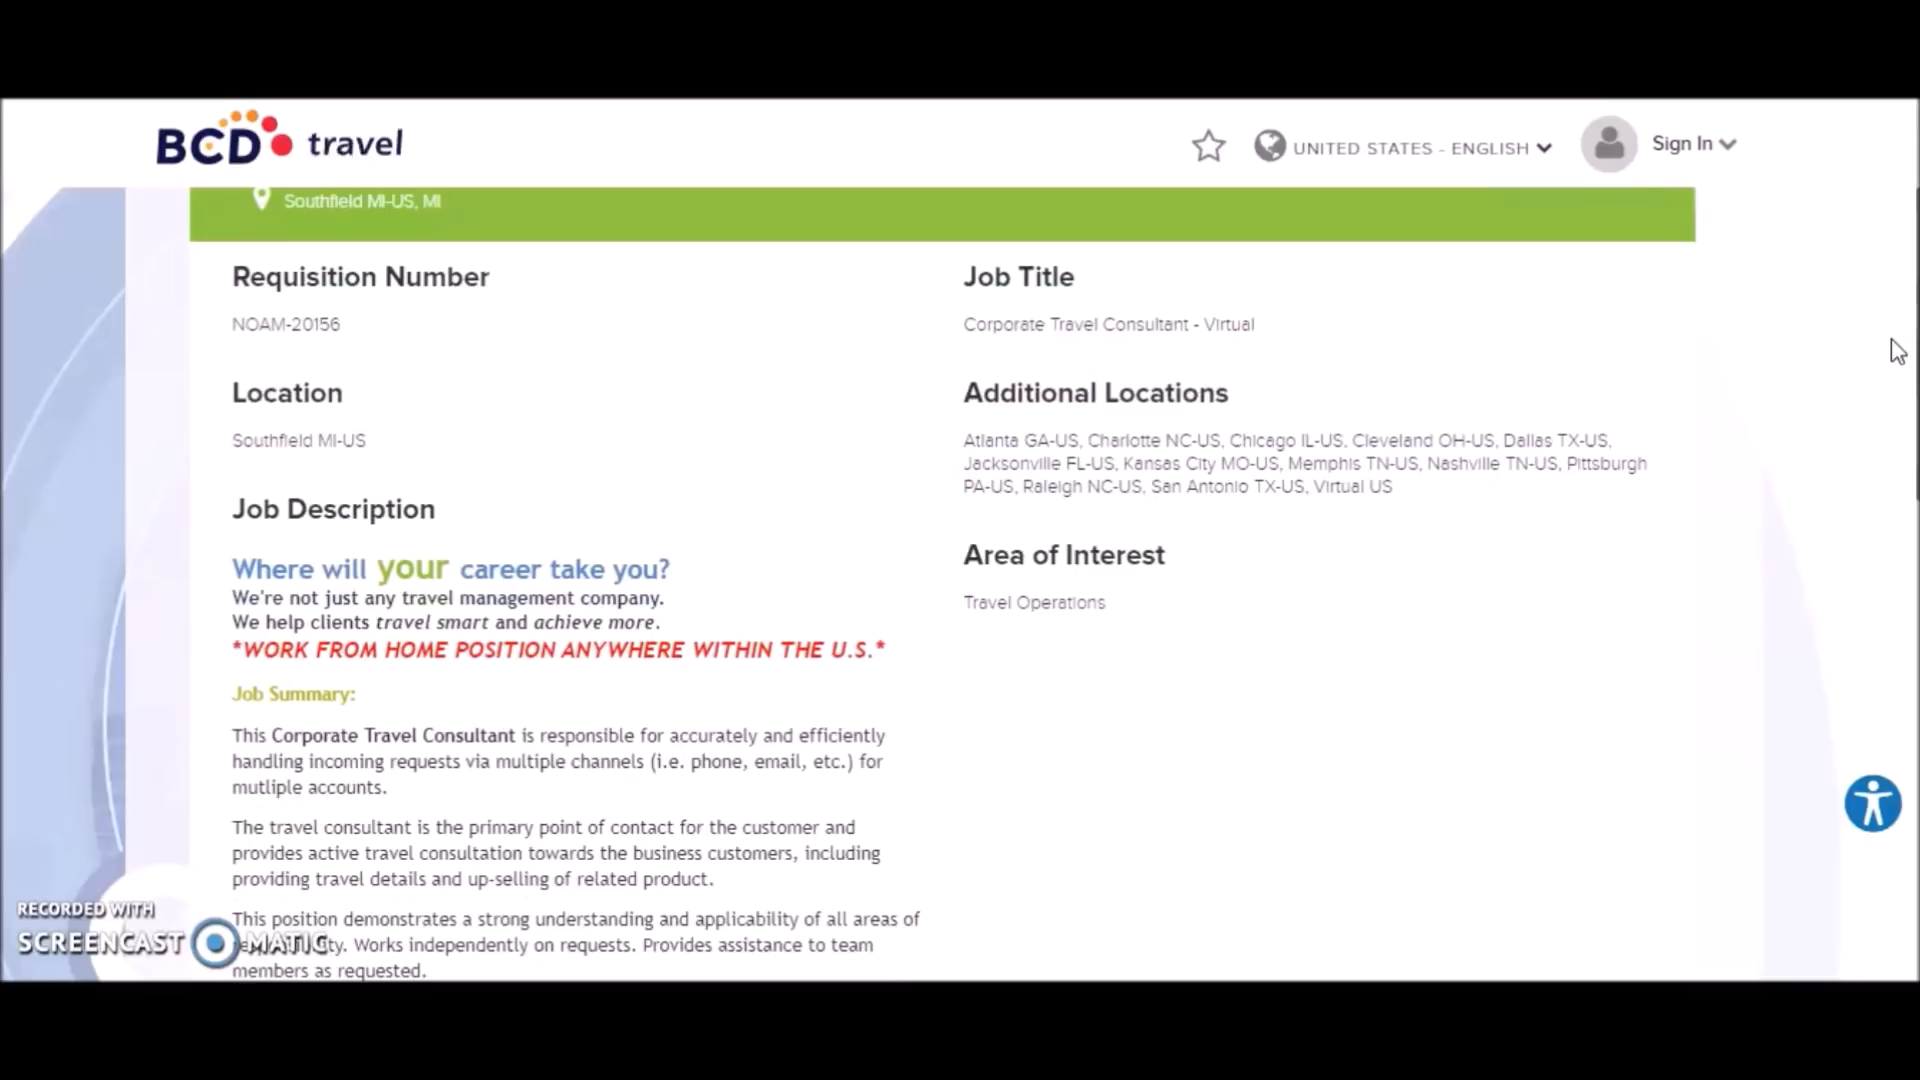 BCD travel
UNITED STATES - ENGLISH
Sign In
Southfield MI-US, MI
Requisition Number
NOAM-20156
Job Title
Corporate Travel Consultant - Virtual
Location
Southfield MI-US
Additional Locations
Atlanta GA-US, Charlotte NC-US, Chicago IL-US, Cleveland OH-US, Dallas TX-US,
Jacksonville FL-US, Kansas City MO-US, Memphis TN-US, Nashville TN-US, Pittsburgh
PA-US, Raleigh NC-US, San Antonio TX-US, Virtual US
Job Description
Where will your career take you?
We're not just any travel management company.
We help clients travel smart and achieve more.
*WORK FROM HOME POSITION ANYWHERE WITHIN THE U.S.*
Area of Interest
Travel Operations
Job Summary:
This Corporate Travel Consultant is responsible for accurately and efficiently
handling incoming requests via multiple channels (i.e. phone, email, etc.) for
mutliple accounts.
The travel consultant is the primary point of contact for the customer and
provides active travel consultation towards the business customers, including
providing travel details and up-selling of related product.
This position demonstrates a strong understanding and applicability of all areas of
Works independently on requests. Provides assistance to team
members as requested.
RECORDED WITH
SCREENCAST MATIC